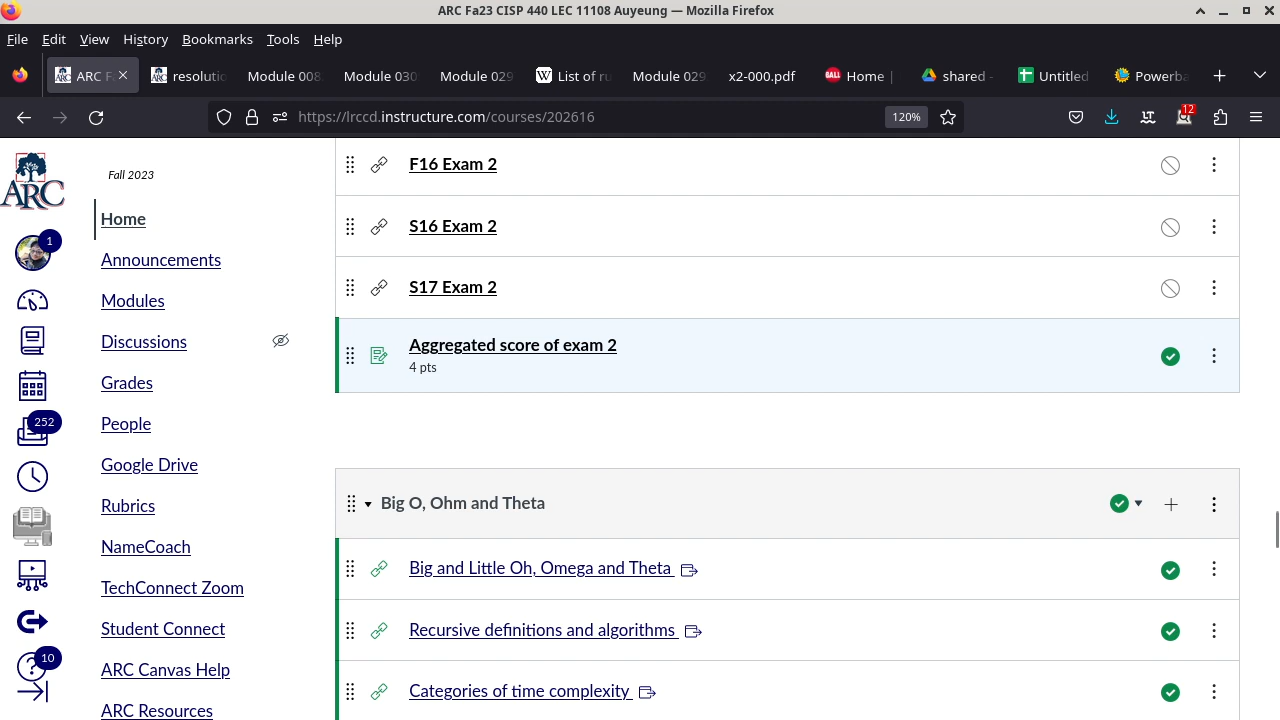 ARC Fa23 CISP 440 LEC 11108 Auyeung — Mozilla Firefox
File Edit View History Bookmarks Tools Help
ARC F
resolutio
Module 008
Module 030
Module 029
W List of ru
Module 029
x2-000.pdf
BALL Home |
shared -
Untitled
Powerba
https://lrccd.instructure.com/courses/202616
120%
12
ARC
Fall 2023
Home
Announcements
Modules
Discussions
Grades
People
Google Drive
Rubrics
NameCoach
TechConnect Zoom
Student Connect
ARC Canvas Help
ARC Resources
1
252
10
F16 Exam 2
S16 Exam 2
S17 Exam 2
Aggregated score of exam 2
4 pts
Big O, Ohm and Theta
Big and Little Oh, Omega and Theta
Recursive definitions and algorithms
Categories of time complexity